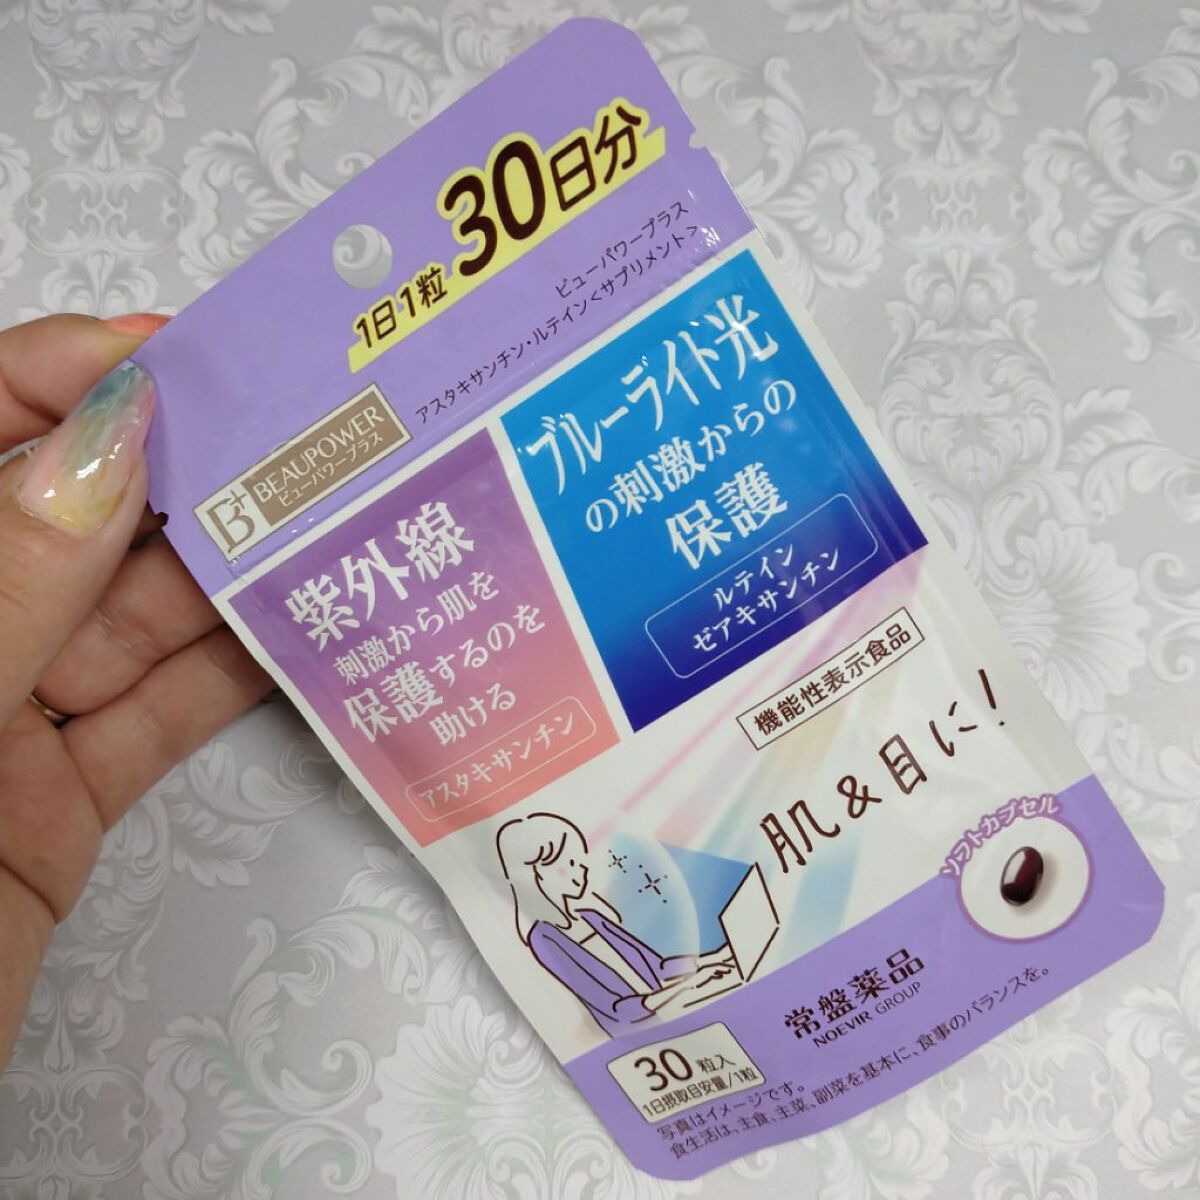 1日1粒 30日分
ビューパワープラス
アスタキサンチン・ルテイン<サプリメント>
B+ BEAUPOWER
ビューパワープラス
紫外線
刺激から肌を
保護するのを
助ける
アスタキサンチン
ブルーライト光
の刺激からの
保護
ルテイン
ゼアキサンチン
機能性表示食品
肌&目に!
ソフトカプセル
常盤薬品
NOEVIR GROUP
30粒入
1日摂取目安量/1粒
写真はイメージです。
食生活は、主食、主菜、副菜を基本に、食事のバランスを。